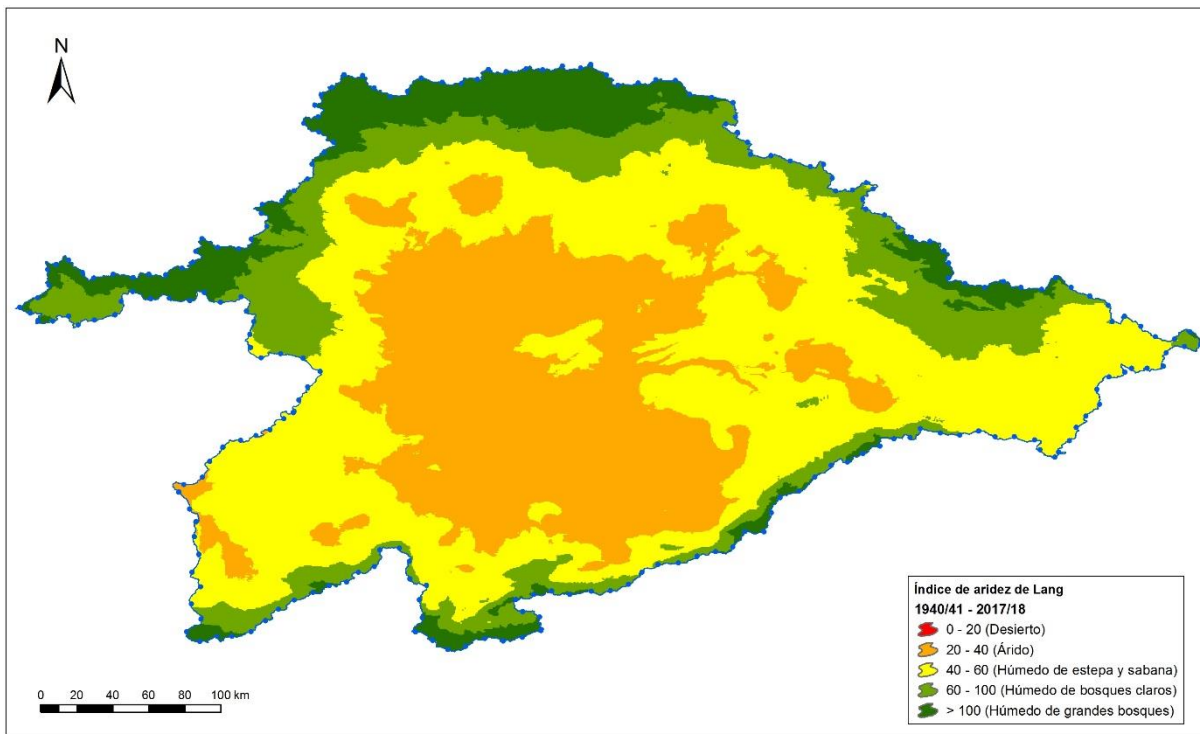 N
Índice de aridez de Lang
1940/41 - 2017/18
0 - 20 (Desierto)
20 - 40 (Árido)
40 - 60 (Húmedo de estepa y sabana)
60 - 100 (Húmedo de bosques claros)
> 100 (Húmedo de grandes bosques)
0 20 40 60 80 100 km